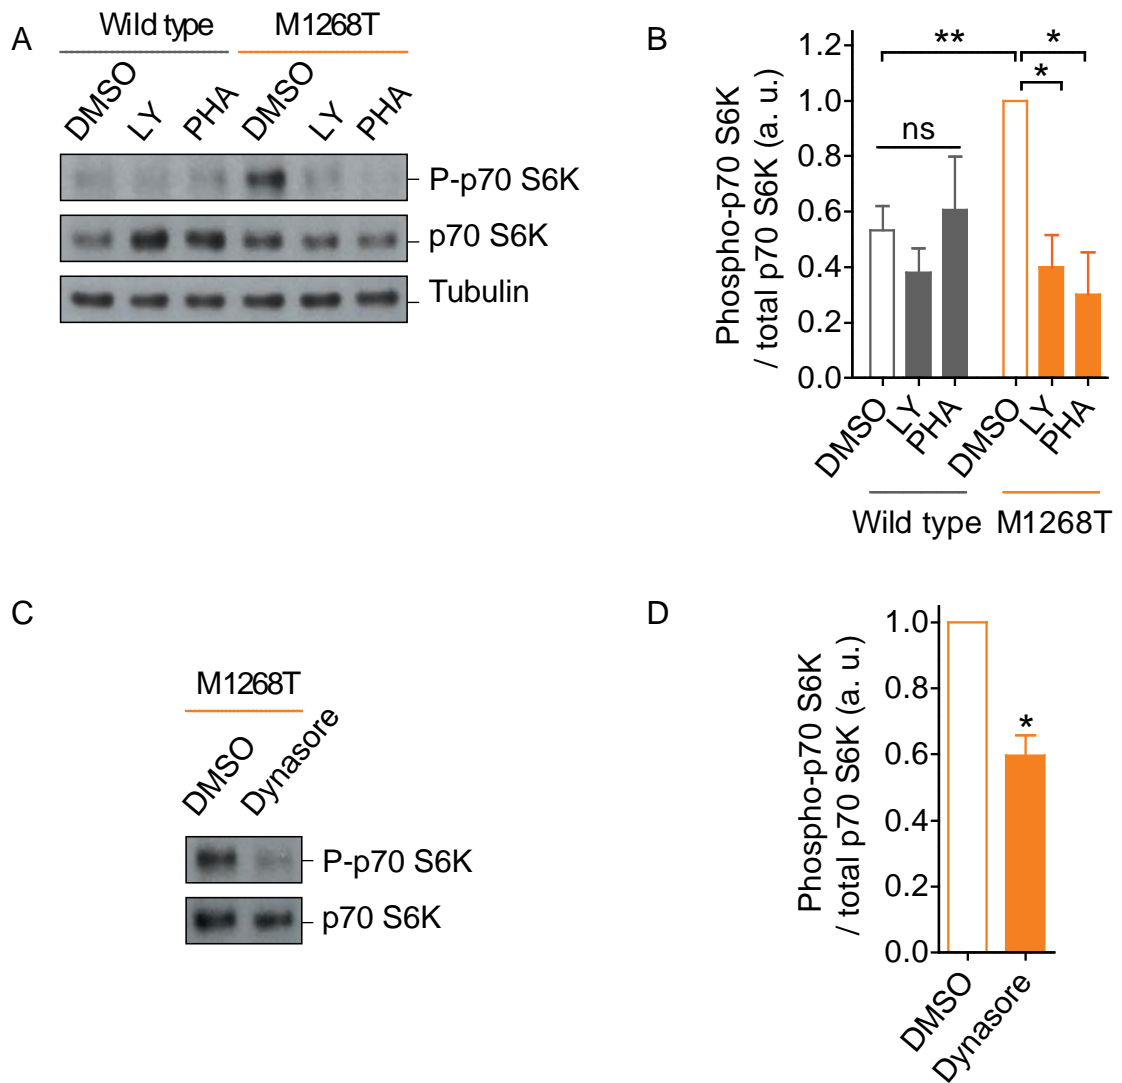 A
Wild type
M1268T
DMSO
LY
PHA
DMSO
LY
PHA
P-p70 S6K
p70 S6K
Tubulin
B
Phospho-p70 S6K
/ total p70 S6K (a. u.)
1.2
1.0
0.8
0.6
0.4
0.2
0.0
**
*
*
ns
DMSO
LY
PHA
DMSO
LY
PHA
Wild type
M1268T
C
M1268T
DMSO
Dynasore
P-p70 S6K
p70 S6K
D
Phospho-p70 S6K
/ total p70 S6K (a. u.)
1.0
0.8
0.6
0.4
0.2
0.0
*
DMSO
Dynasore